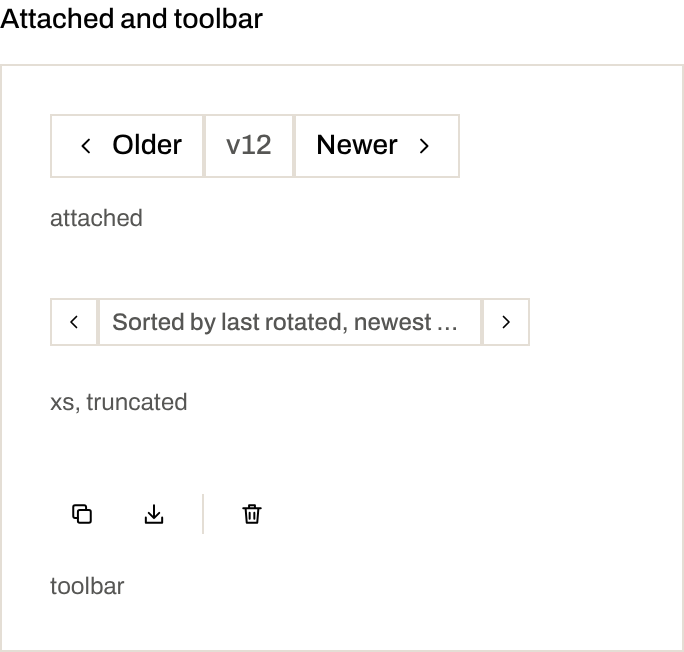 Attached and toolbar
Older v12 Newer
attached
Sorted by last rotated, newest ...
xs, truncated
toolbar